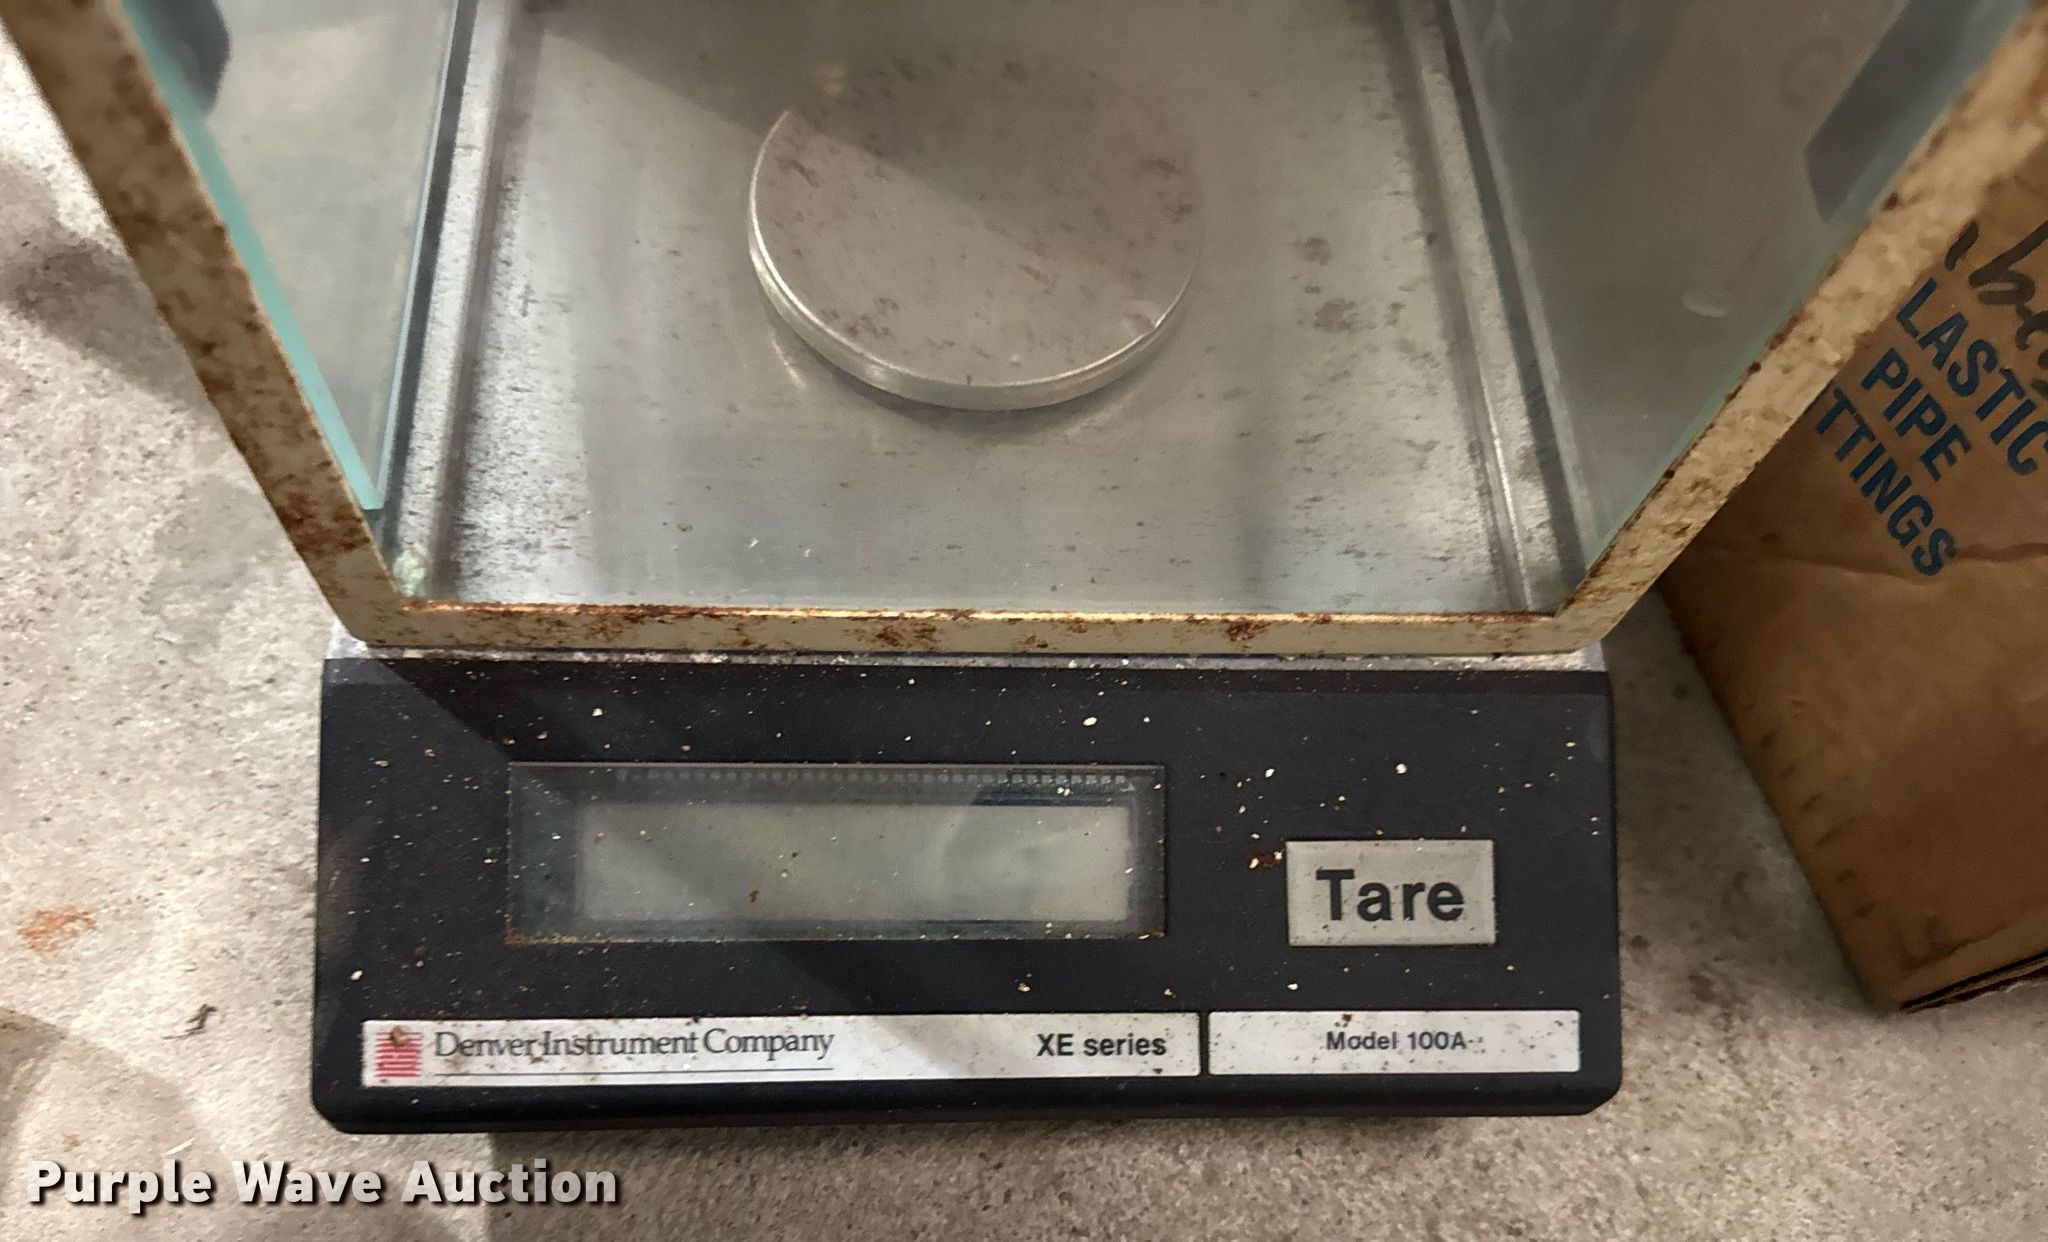 LASTIC
PIPE
TTINGS
Tare
Denver Instrument Company XE series Model 100A
Purple Wave Auction